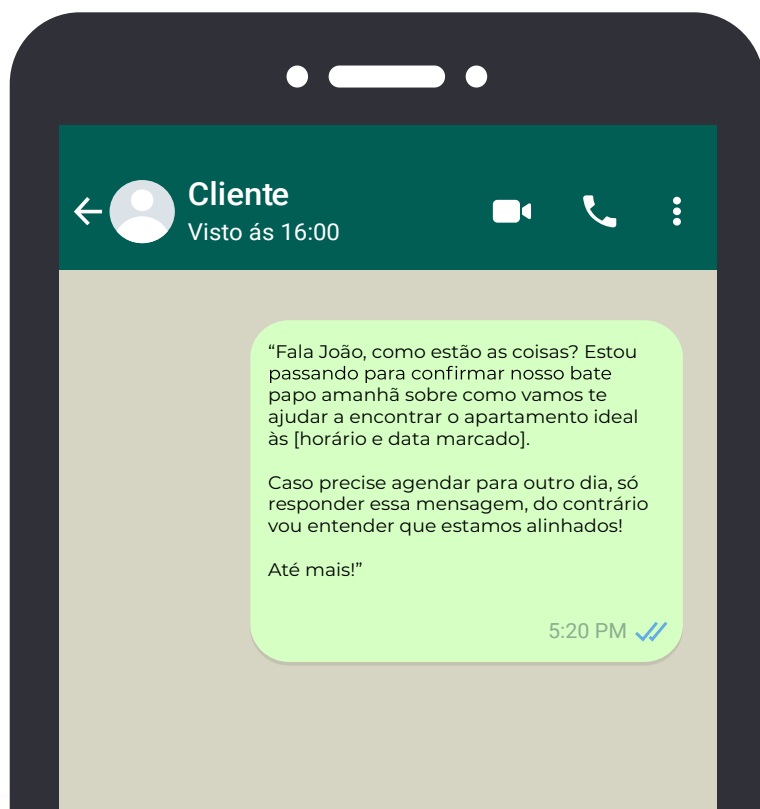 Cliente
Visto ás 16:00
“Fala João, como estão as coisas? Estou
passando para confirmar nosso bate
papo amanhã sobre como vamos te
ajudar a encontrar o apartamento ideal
às [horário e data marcado].
Caso precise agendar para outro dia, só
responder essa mensagem, do contrário
vou entender que estamos alinhados!
Até mais!”
5:20 PM